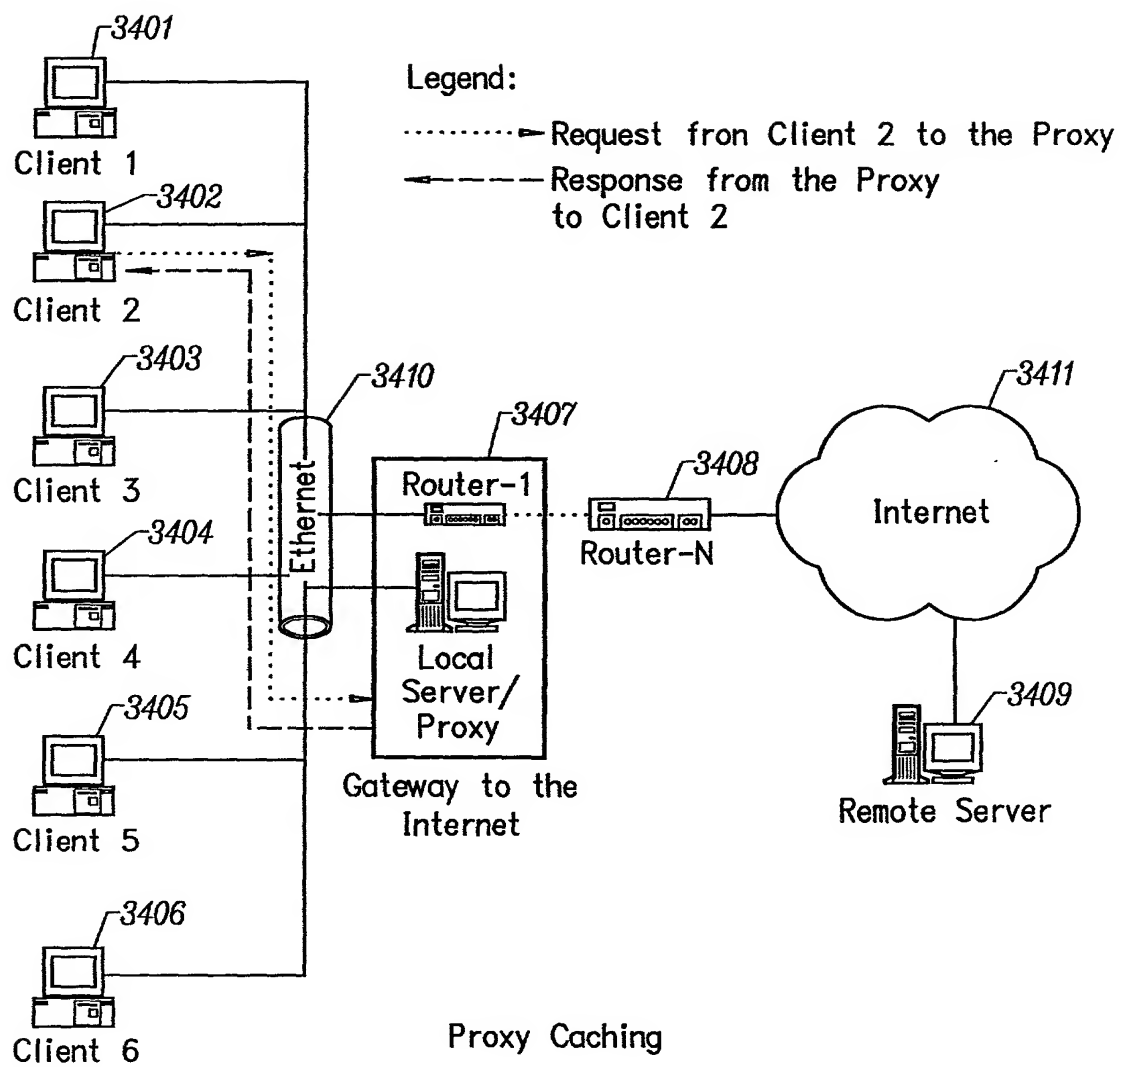 3401
Client 1
Legend:
Request fron Client 2 to the Proxy
Response from the Proxy
to Client 2
3402
Client 2
3403
Client 3
3410
3407
3411
Router-1
3408
Ethernet
Internet
Router-N
3404
Client 4
Local
Server/
Proxy
3405
Client 5
3409
Gateway to the
Internet
Remote Server
3406
Client 6
Proxy Caching